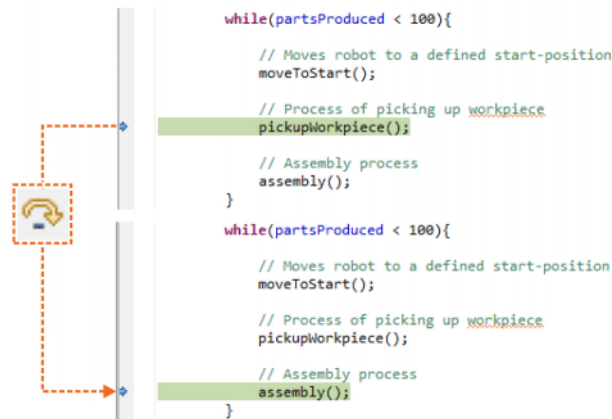 while(partsProduced < 100){
// Moves robot to a defined start-position
moveToStart();
// Process of picking up workpiece
pickupWorkpiece();
// Assembly process
assembly();
}
while(partsProduced < 100){
// Moves robot to a defined start-position
moveToStart();
// Process of picking up workpiece
pickupWorkpiece();
// Assembly process
assembly();
}